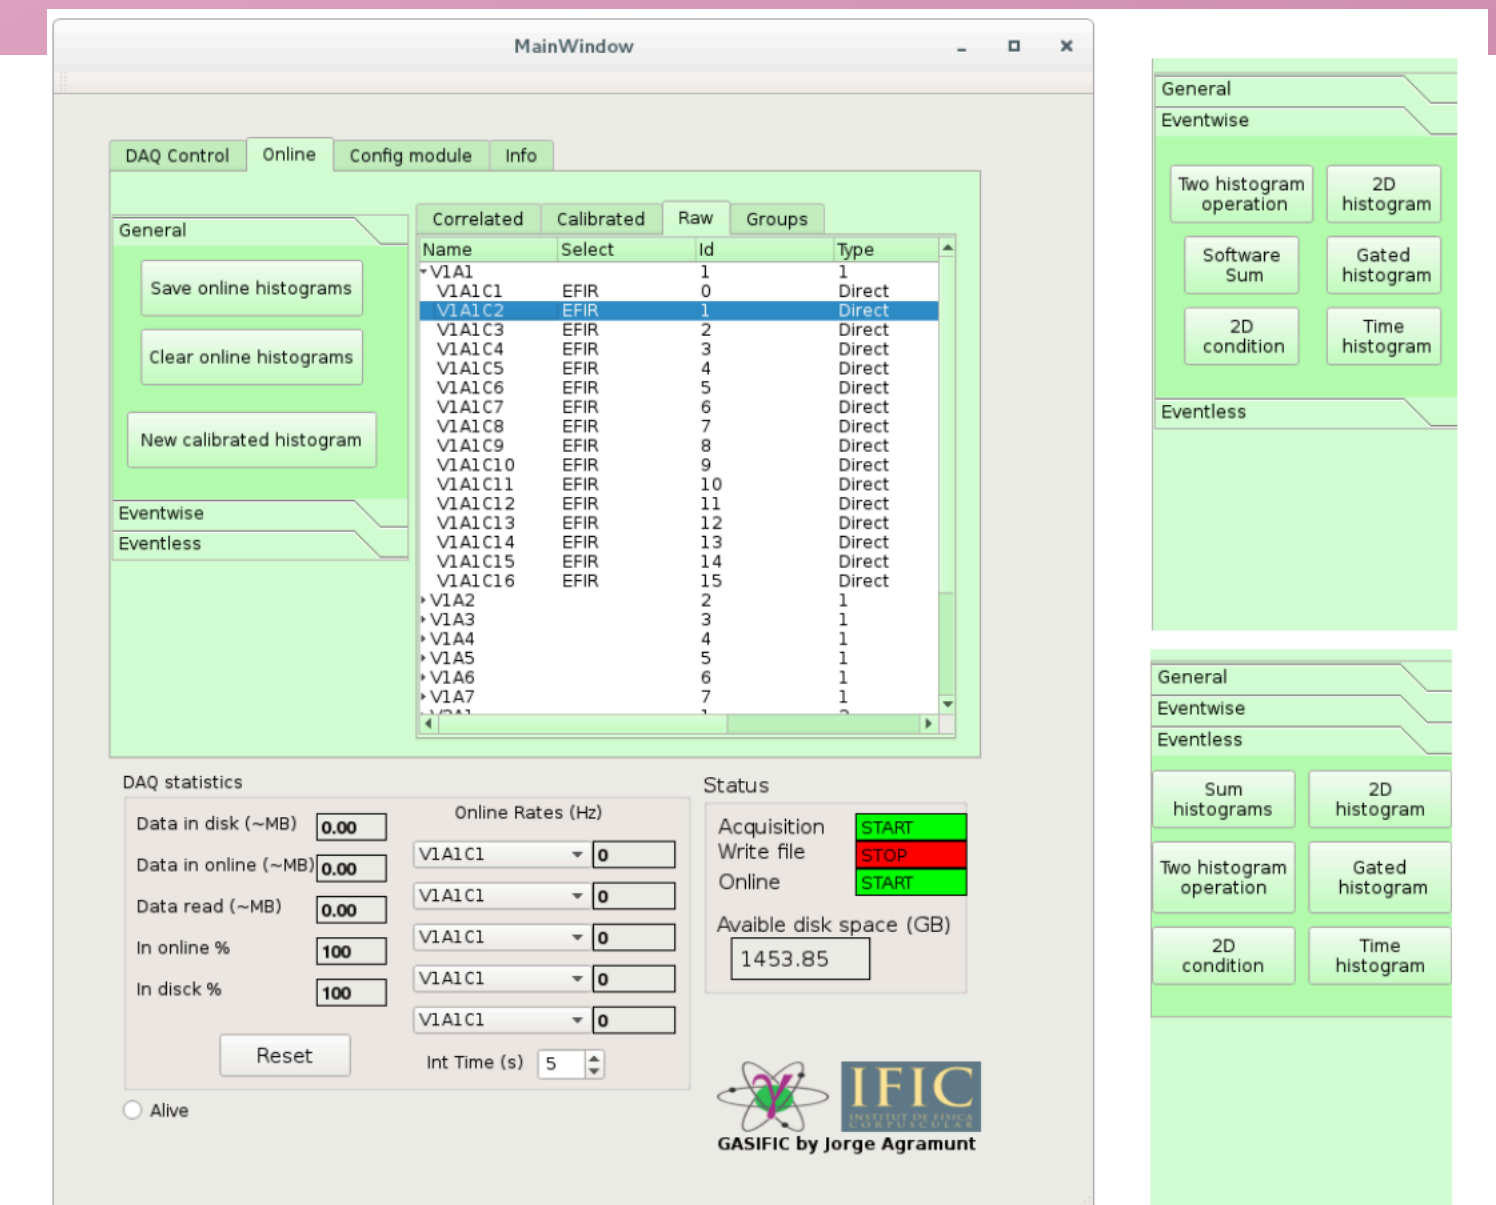 MainWindow
DAQ Control
Online
Config module
Info
General
Save online histograms
Clear online histograms
New calibrated histogram
Eventwise
Eventless
Correlated
Calibrated
Raw
Groups
Name Select Id Type
V1A1 1 1
V1A1C1 EFIR 0 Direct
V1A1C2 EFIR 1 Direct
V1A1C3 EFIR 2 Direct
V1A1C4 EFIR 3 Direct
V1A1C5 EFIR 4 Direct
V1A1C6 EFIR 5 Direct
V1A1C7 EFIR 6 Direct
V1A1C8 EFIR 7 Direct
V1A1C9 EFIR 8 Direct
V1A1C10 EFIR 9 Direct
V1A1C11 EFIR 10 Direct
V1A1C12 EFIR 11 Direct
V1A1C13 EFIR 12 Direct
V1A1C14 EFIR 13 Direct
V1A1C15 EFIR 14 Direct
V1A1C16 EFIR 15 Direct
V1A2 2 1
V1A3 3 1
V1A4 4 1
V1A5 5 1
V1A6 6 1
V1A7 7 1
DAQ statistics
Data in disk (~MB) 0.00
Data in online (~MB) 0.00
Data read (~MB) 0.00
In online % 100
In disck % 100
Reset
Online Rates (Hz)
V1A1C1 0
V1A1C1 0
V1A1C1 0
V1A1C1 0
V1A1C1 0
Int Time (s) 5
Alive
Status
Acquisition START
Write file STOP
Online START
Avaible disk space (GB)
1453.85
γ
IFIC
INSTITUT DE FÍSICA
CORPUSCULAR
GASIFIC by Jorge Agramunt
General
Eventwise
Two histogram
operation
2D
histogram
Software
Sum
Gated
histogram
2D
condition
Time
histogram
Eventless
General
Eventwise
Eventless
Sum
histograms
2D
histogram
Two histogram
operation
Gated
histogram
2D
condition
Time
histogram